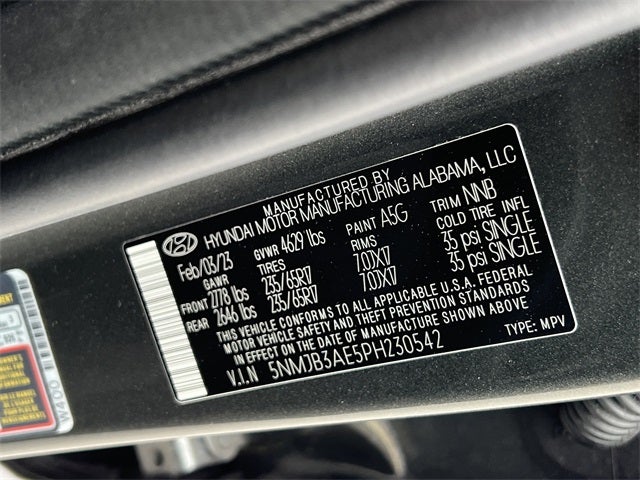 MANUFACTURED BY
HYUNDAI MOTOR MANUFACTURING ALABAMA, LLC
Feb/03/23 GVWR 4629 lbs PAINT A5G TRIM NNB
GAWR TIRES RIMS COLD TIRE INFL
FRONT 2778 lbs 235/65R17 7.0JX17 35 psi SINGLE
REAR 2646 lbs 235/65R17 7.0JX17 35 psi SINGLE
THIS VEHICLE CONFORMS TO ALL APPLICABLE U.S.A. FEDERAL
MOTOR VEHICLE SAFETY AND THEFT PREVENTION STANDARDS
IN EFFECT ON THE DATE OF MANUFACTURE SHOWN ABOVE
V.I.N 5NMJB3AE5PH230542 TYPE: MPV